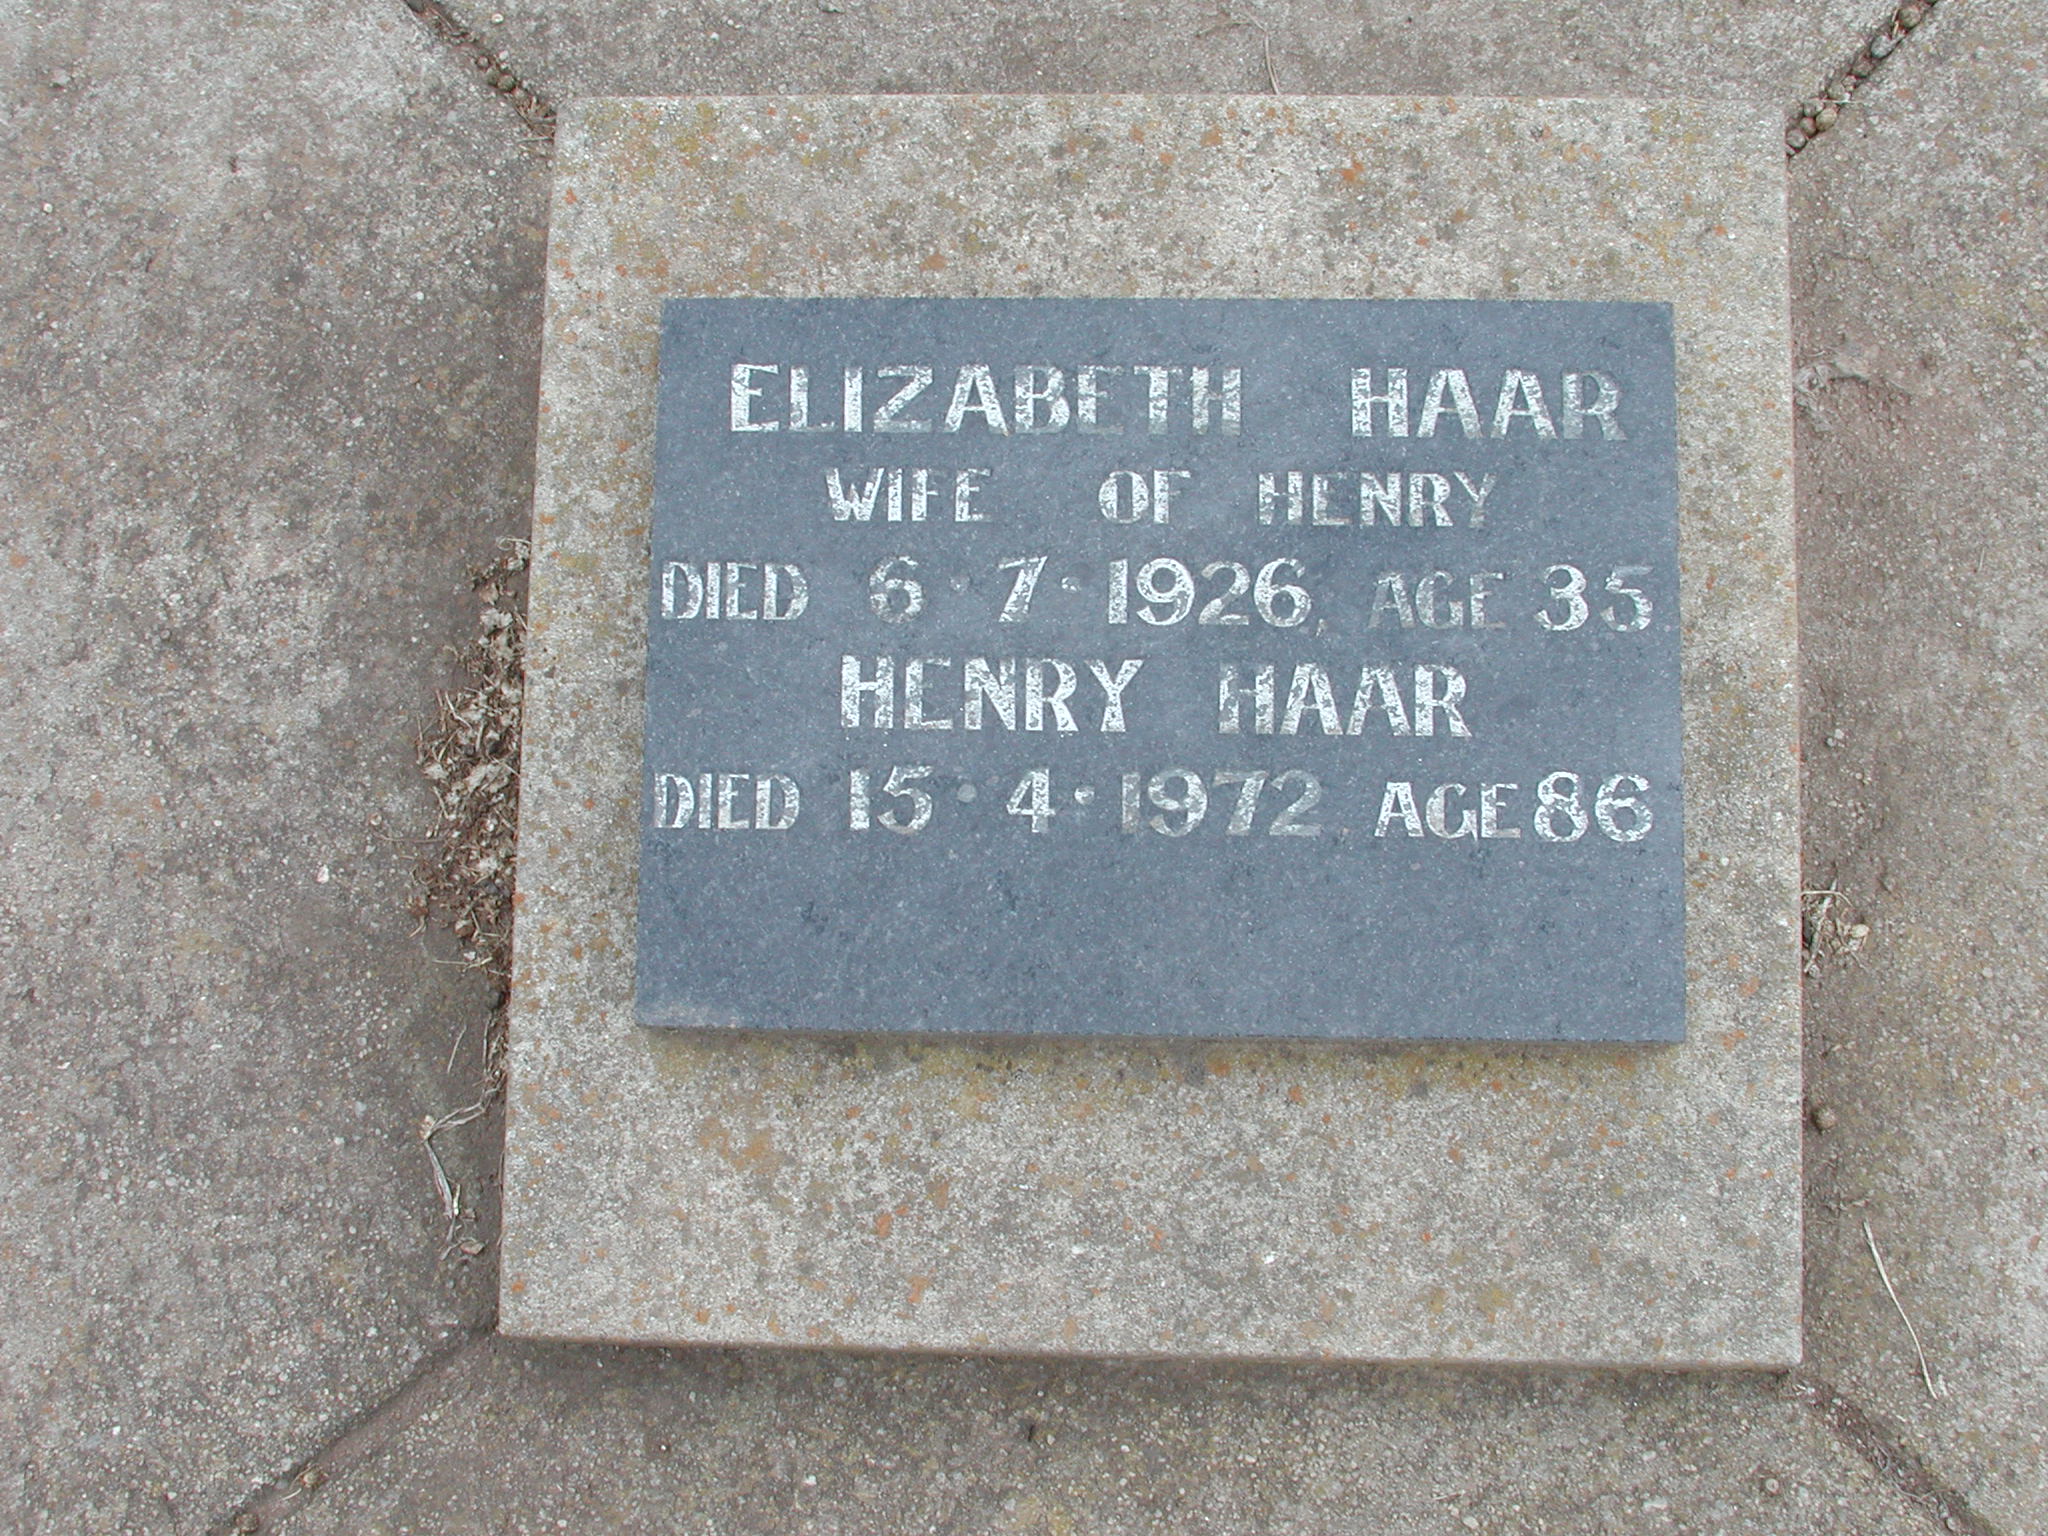 ELIZABETH HAAR
WIFE OF HENRY
DIED 6·7·1926, AGE 35
HENRY HAAR
DIED 15·4·1972 AGE 86